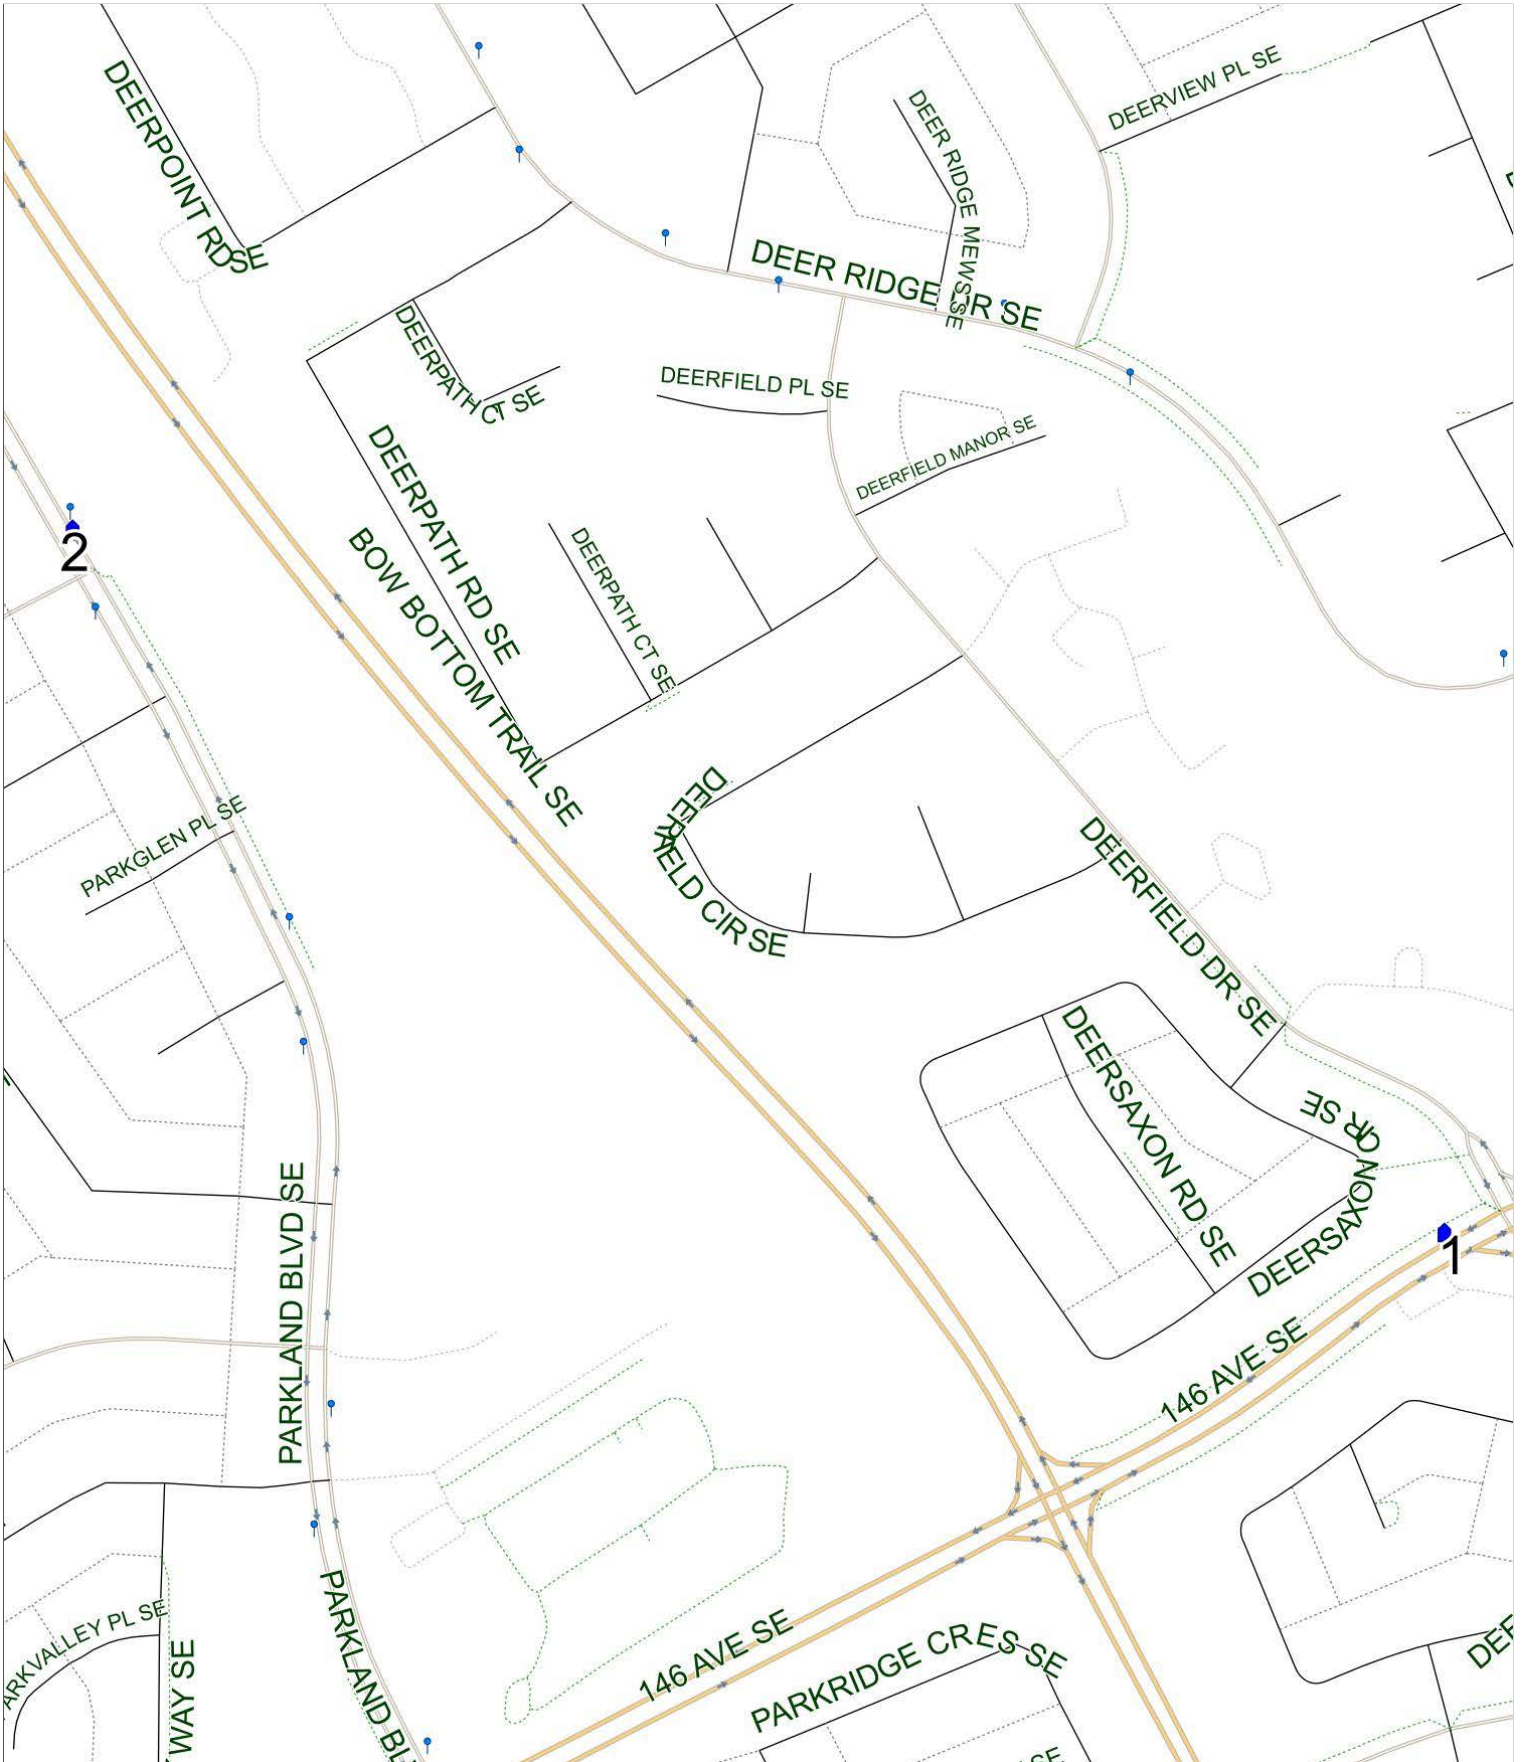 DEERVIEW PL SE
DEERPOINT RD SE
DEER RIDGE MEWS SE
DEER RIDGE DR SE
DEERPATH CT SE
DEERFIELD PL SE
DEERFIELD MANOR SE
DEERPATH RD SE
BOW BOTTOM TRAIL SE
DEERPATH CT SE
2
PARKGLEN PL SE
DEERFIELD CIR SE
DEERFIELD DR SE
DEERSAXON RD SE
DEERSAXON CIR SE
1
PARKLAND BLVD SE
146 AVE SE
146 AVE SE
PARKRIDGE CRES SE
ARKVALLEY PL SE
WAY SE
PARKLAND BL
DEE
SE